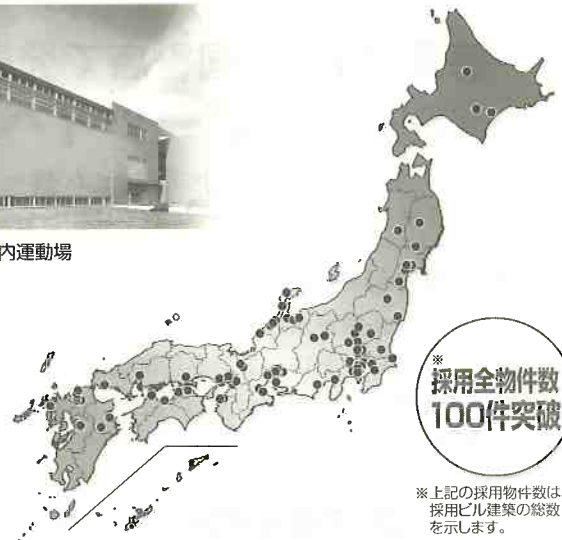 内運動場
※
採用全物件数
100件突破
※上記の採用物件数は、
採用ビル建築の総数
を示します。